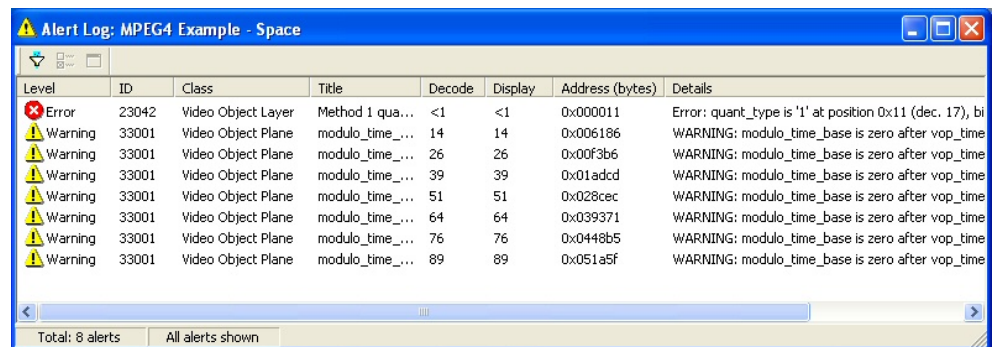 Alert Log: MPEG4 Example - Space
Level ID Class Title Decode Display Address (bytes) Details
Error 23042 Video Object Layer Method 1 qua... <1 <1 0x000011 Error: quant_type is '1' at position 0x11 (dec. 17), bi
Warning 33001 Video Object Plane modulo_time_... 14 14 0x006186 WARNING: modulo_time_base is zero after vop_time
Warning 33001 Video Object Plane modulo_time_... 26 26 0x00f3b6 WARNING: modulo_time_base is zero after vop_time
Warning 33001 Video Object Plane modulo_time_... 39 39 0x01adcd WARNING: modulo_time_base is zero after vop_time
Warning 33001 Video Object Plane modulo_time_... 51 51 0x028cec WARNING: modulo_time_base is zero after vop_time
Warning 33001 Video Object Plane modulo_time_... 64 64 0x039371 WARNING: modulo_time_base is zero after vop_time
Warning 33001 Video Object Plane modulo_time_... 76 76 0x0448b5 WARNING: modulo_time_base is zero after vop_time
Warning 33001 Video Object Plane modulo_time_... 89 89 0x051a5f WARNING: modulo_time_base is zero after vop_time
Total: 8 alerts All alerts shown